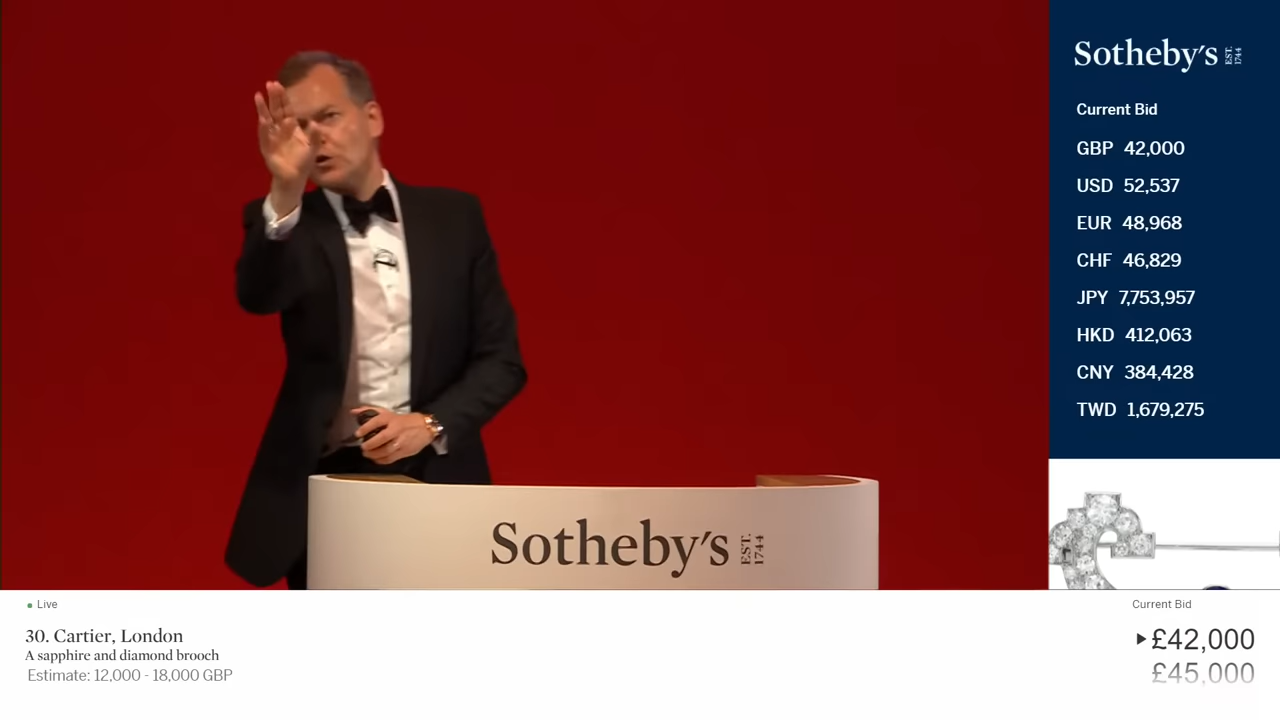 Sotheby's EST. 1744
Current Bid
GBP 42,000
USD 52,537
EUR 48,968
CHF 46,829
JPY 7,753,957
HKD 412,063
CNY 384,428
TWD 1,679,275
Sotheby's EST. 1744
Live
30. Cartier, London
A sapphire and diamond brooch
Estimate: 12,000 - 18,000 GBP
Current Bid
£42,000
£45,000